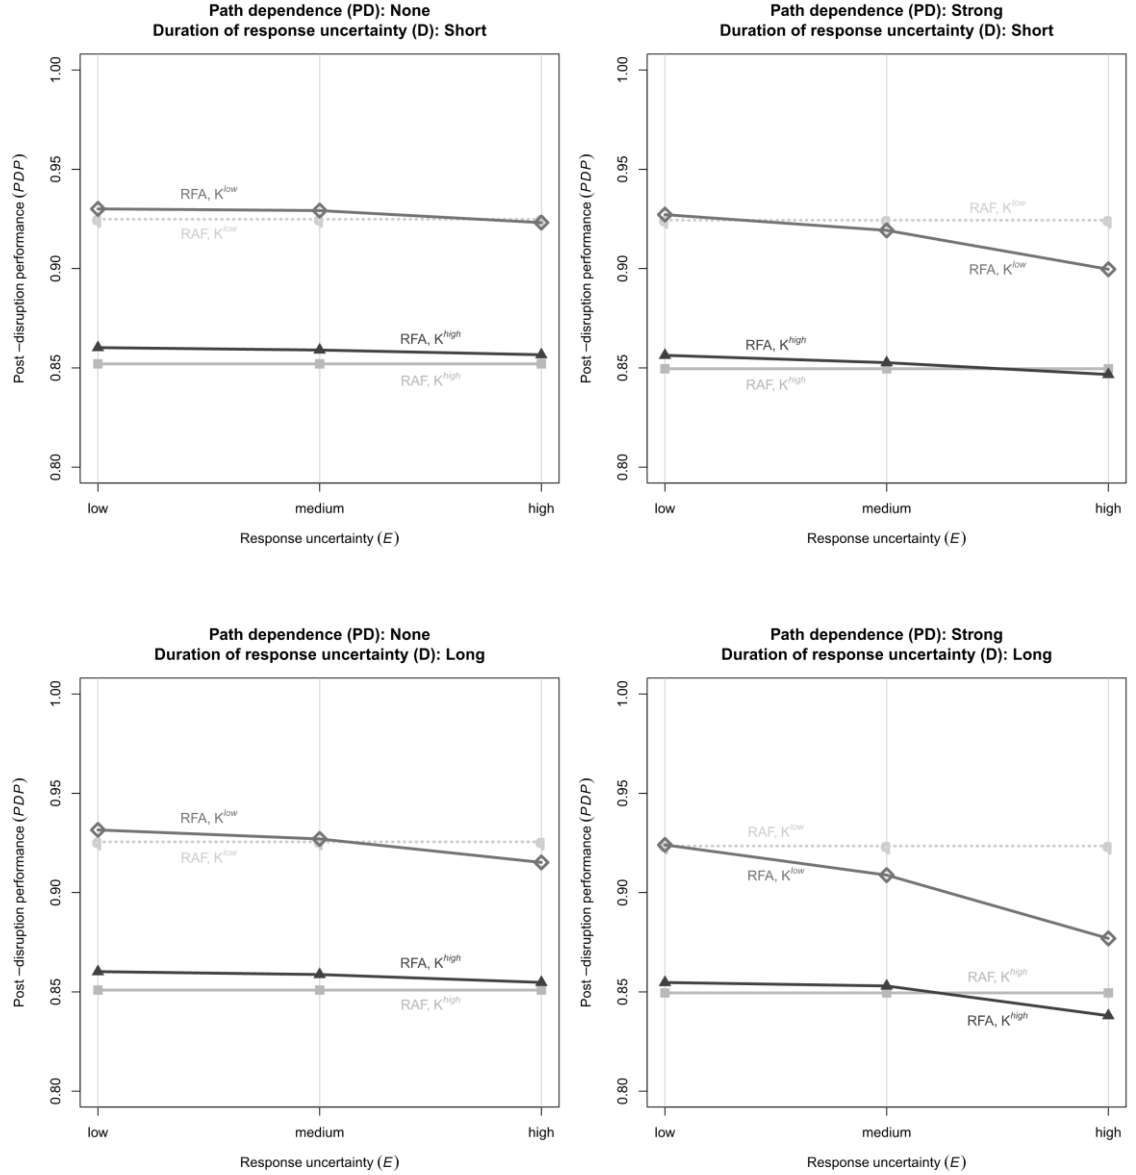 Path dependence (PD): None
Duration of response uncertainty (D): Short
Post −disruption performance (PDP)
1.00
0.95
0.90
0.85
0.80
RFA, K^low
RAF, K^low
RFA, K^high
RAF, K^high
low medium high
Response uncertainty (E)
Path dependence (PD): Strong
Duration of response uncertainty (D): Short
Post −disruption performance (PDP)
1.00
0.95
0.90
0.85
0.80
RAF, K^low
RFA, K^low
RFA, K^high
RAF, K^high
low medium high
Response uncertainty (E)
Path dependence (PD): None
Duration of response uncertainty (D): Long
Post −disruption performance (PDP)
1.00
0.95
0.90
0.85
0.80
RFA, K^low
RAF, K^low
RFA, K^high
RAF, K^high
low medium high
Response uncertainty (E)
Path dependence (PD): Strong
Duration of response uncertainty (D): Long
Post −disruption performance (PDP)
1.00
0.95
0.90
0.85
0.80
RAF, K^low
RFA, K^low
RAF, K^high
RFA, K^high
low medium high
Response uncertainty (E)